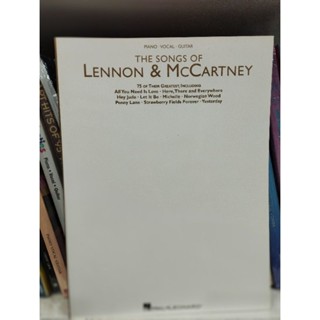 PIANO · VOCAL · GUITAR
THE SONGS OF
LENNON & MCCARTNEY
75 OF THEIR GREATEST, INCLUDING
All You Need Is Love · Here, There and Everywhere
Hey Jude · Let It Be · Michelle · Norwegian Wood
Penny Lane · Strawberry Fields Forever · Yesterday
HITS OF